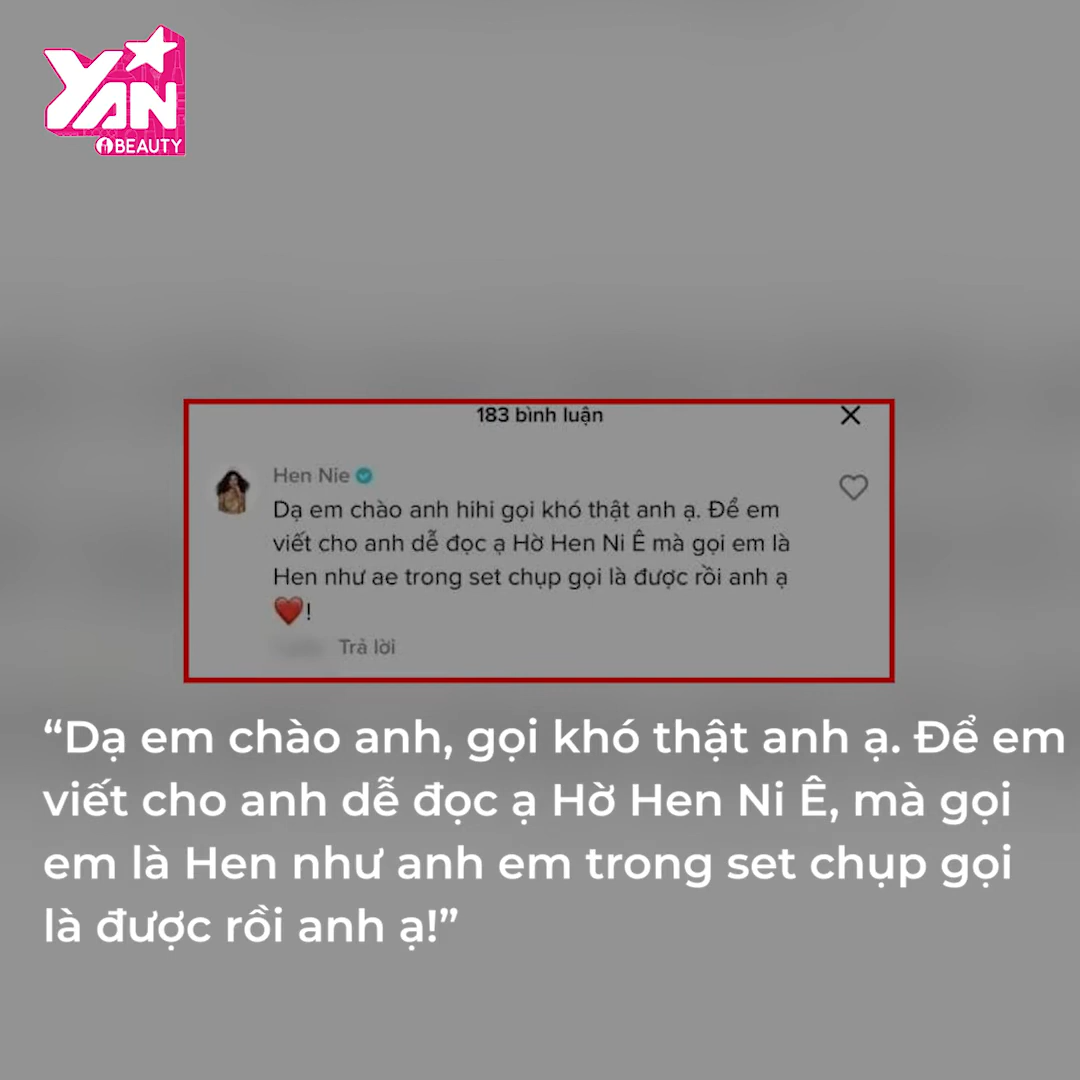 YAN
BEAUTY
183 bình luận
Hen Nie
Dạ em chào anh hihi gọi khó thật anh ạ. Để em
viết cho anh dễ đọc ạ Hờ Hen Ni Ê mà gọi em là
Hen như ae trong set chụp gọi là được rồi anh ạ
❤️!
Trả lời
“Dạ em chào anh, gọi khó thật anh ạ. Để em
viết cho anh dễ đọc ạ Hờ Hen Ni Ê, mà gọi
em là Hen như anh em trong set chụp gọi
là được rồi anh ạ!”